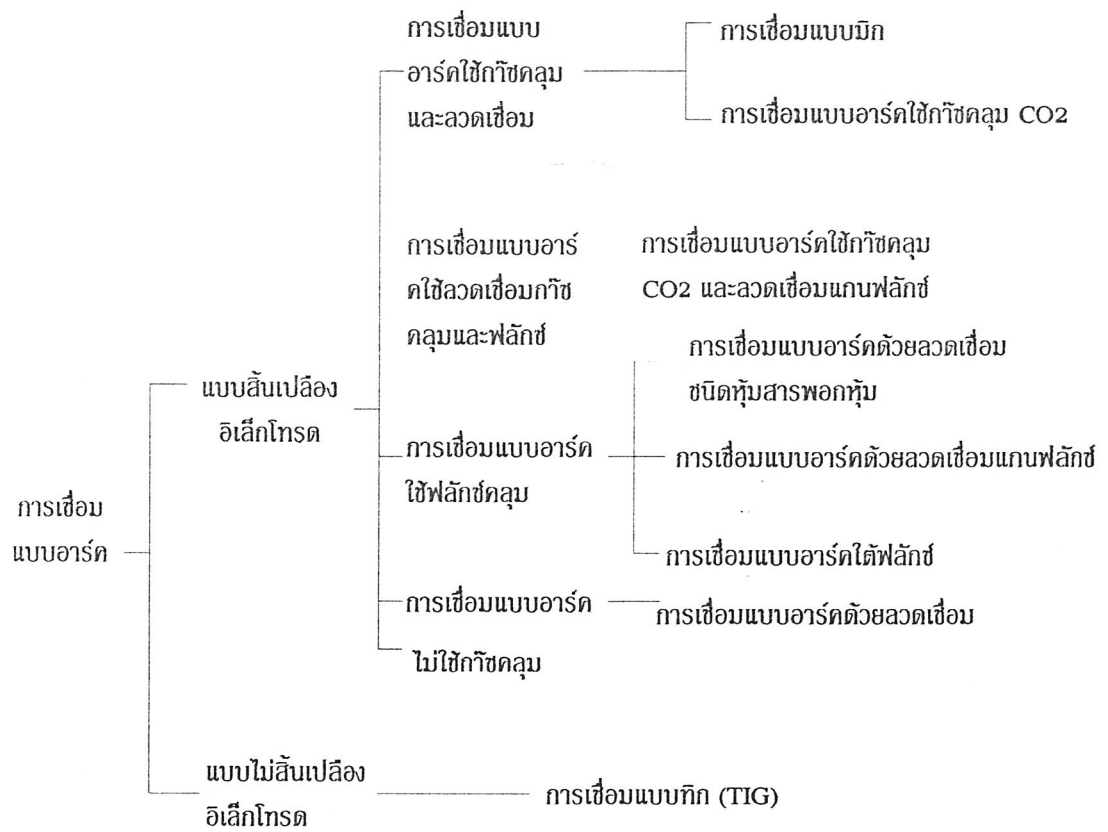 การเชื่อมแบบ
อาร์คใช้ก๊าซคลุม
และลวดเชื่อม
การเชื่อมแบบมิก
การเชื่อมแบบอาร์คใช้ก๊าซคลุม CO2
การเชื่อมแบบอาร์
คใช้ลวดเชื่อมก๊าซ
คลุมและฟลักซ์
การเชื่อมแบบอาร์คใช้ก๊าซคลุม
CO2 และลวดเชื่อมแกนฟลักซ์
การเชื่อมแบบอาร์คด้วยลวดเชื่อม
ชนิดหุ้มสารพอกหุ้ม
แบบสิ้นเปลือง
อิเล็กโทรด
การเชื่อมแบบอาร์ค
ใช้ฟลักซ์คลุม
การเชื่อมแบบอาร์คด้วยลวดเชื่อมแกนฟลักซ์
การเชื่อม
แบบอาร์ค
การเชื่อมแบบอาร์คใต้ฟลักซ์
การเชื่อมแบบอาร์ค
ไม่ใช้ก๊าซคลุม
การเชื่อมแบบอาร์คด้วยลวดเชื่อม
แบบไม่สิ้นเปลือง
อิเล็กโทรด
การเชื่อมแบบทิก (TIG)